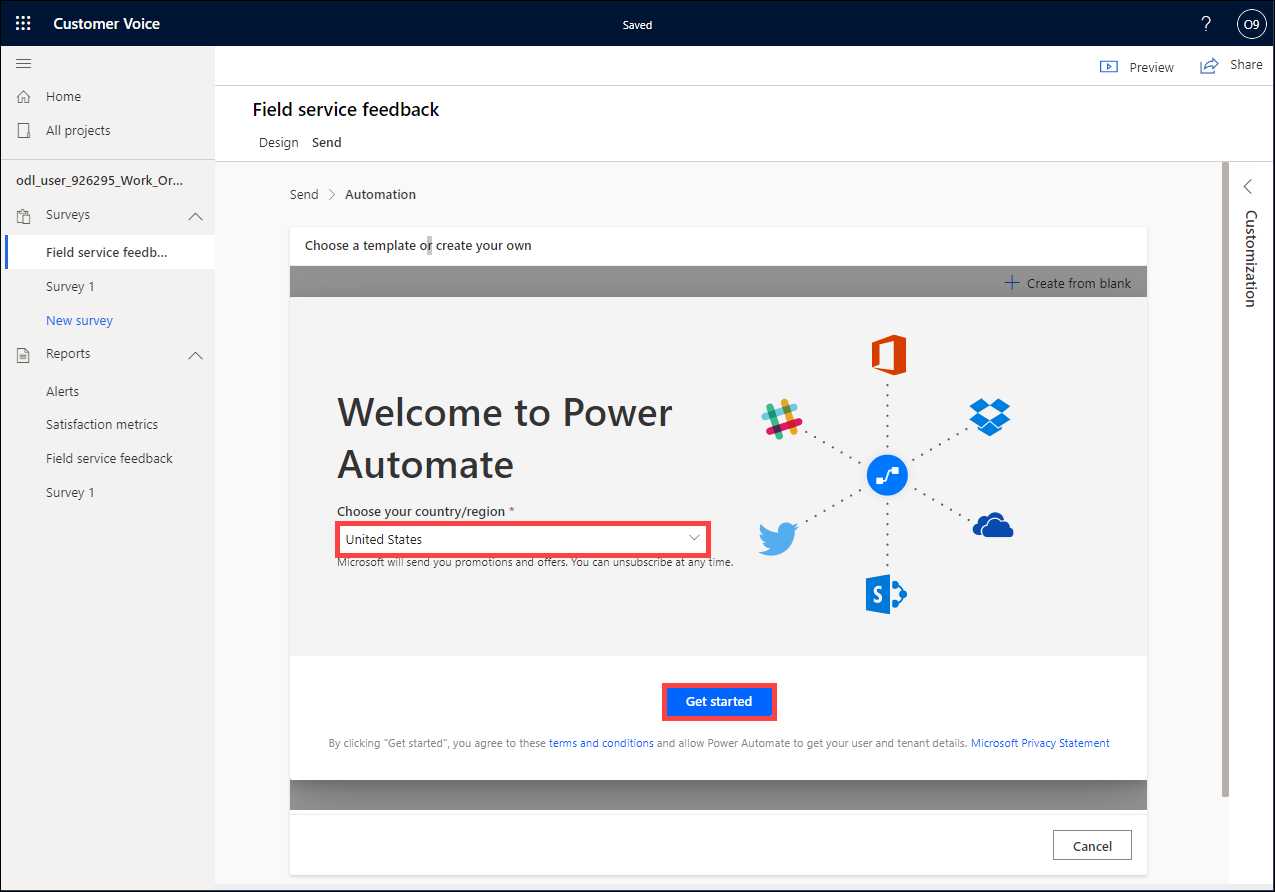 Customer Voice
Saved
?
O9
Preview
Share
Home
All projects
odl_user_926295_Work_Or...
Surveys
Field service feedb...
Survey 1
New survey
Reports
Alerts
Satisfaction metrics
Field service feedback
Survey 1
Field service feedback
Design Send
Send > Automation
Choose a template or create your own
+ Create from blank
Welcome to Power
Automate
Choose your country/region *
United States
Microsoft will send you promotions and offers. You can unsubscribe at any time.
S
Get started
By clicking "Get started", you agree to these terms and conditions and allow Power Automate to get your user and tenant details. Microsoft Privacy Statement
Cancel
Customization